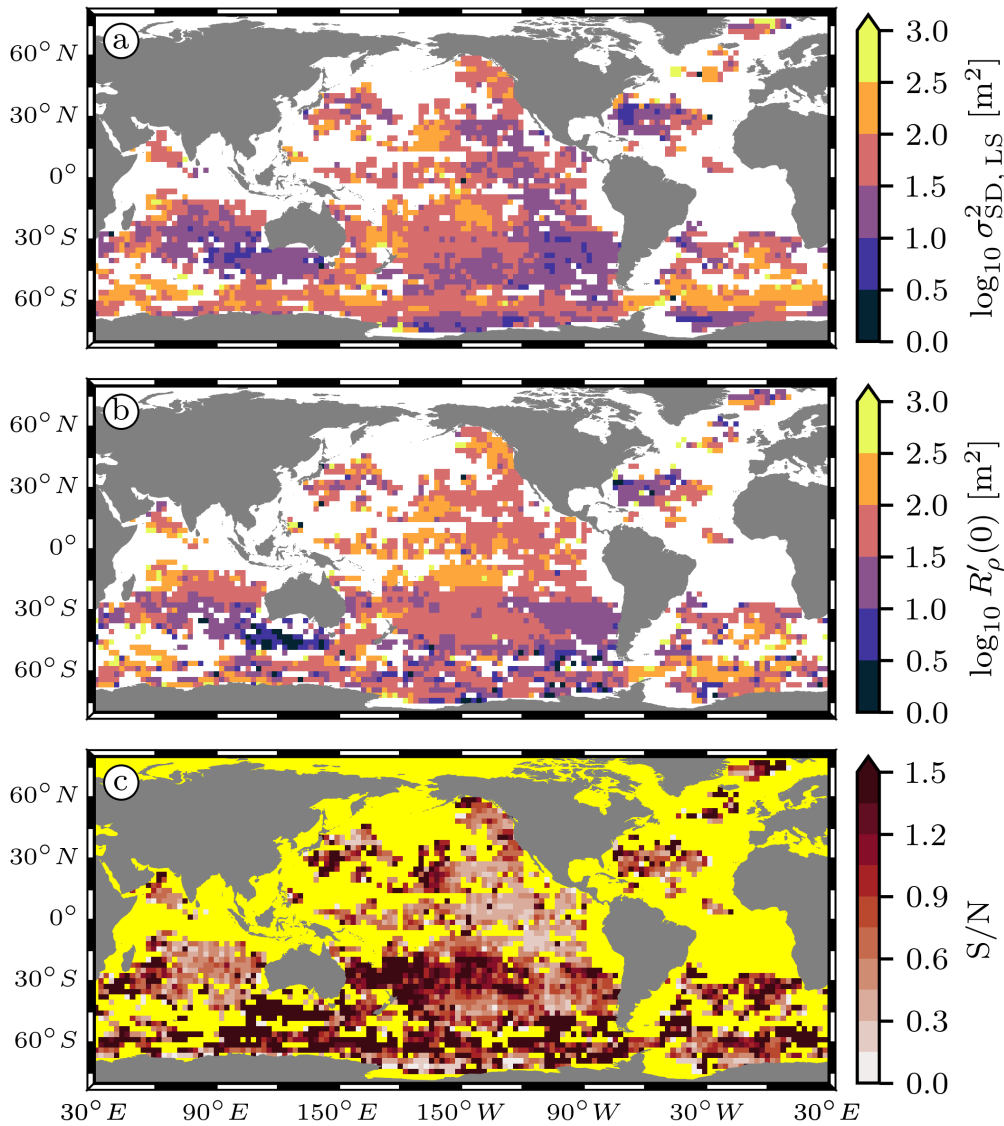 a
60° N
30° N
0°
30° S
60° S
3.0
2.5
2.0
1.5
1.0
0.5
0.0
log₁₀ σ²_SD, LS [m²]
b
60° N
30° N
0°
30° S
60° S
3.0
2.5
2.0
1.5
1.0
0.5
0.0
log₁₀ R′_ρ(0) [m²]
c
60° N
30° N
0°
30° S
60° S
1.5
1.2
0.9
0.6
0.3
0.0
S/N
30° E 90° E 150° E 150° W 90° W 30° W 30° E